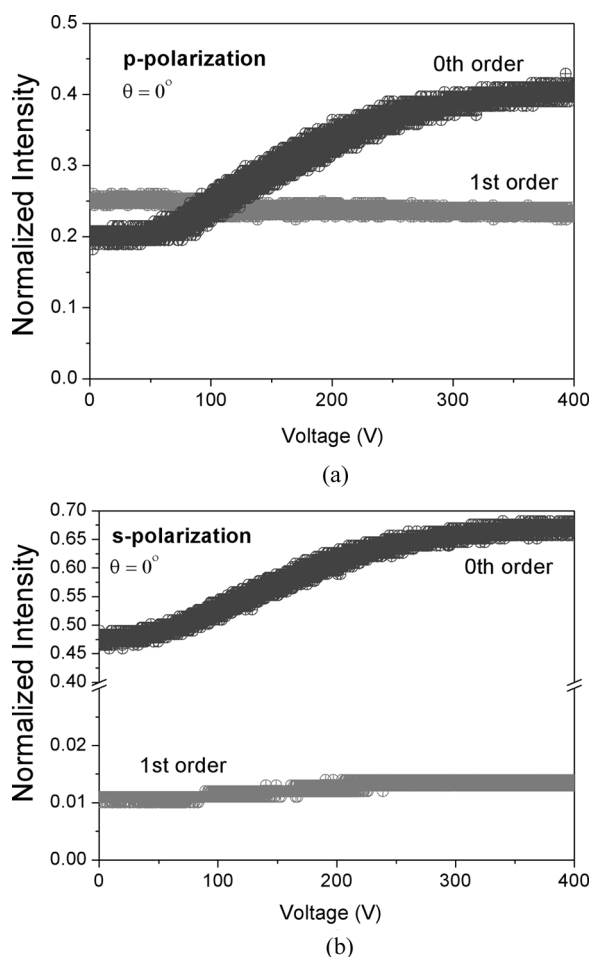 0.5
p-polarization
0th order
θ = 0°
0.4
0.3
1st order
0.2
0.1
0.0
Normalized Intensity
0 100 200 300 400
Voltage (V)
(a)
0.70
s-polarization
0.65
θ = 0°
0th order
0.60
0.55
0.50
0.45
0.40
0.02
1st order
0.01
0.00
Normalized Intensity
0 100 200 300 400
Voltage (V)
(b)